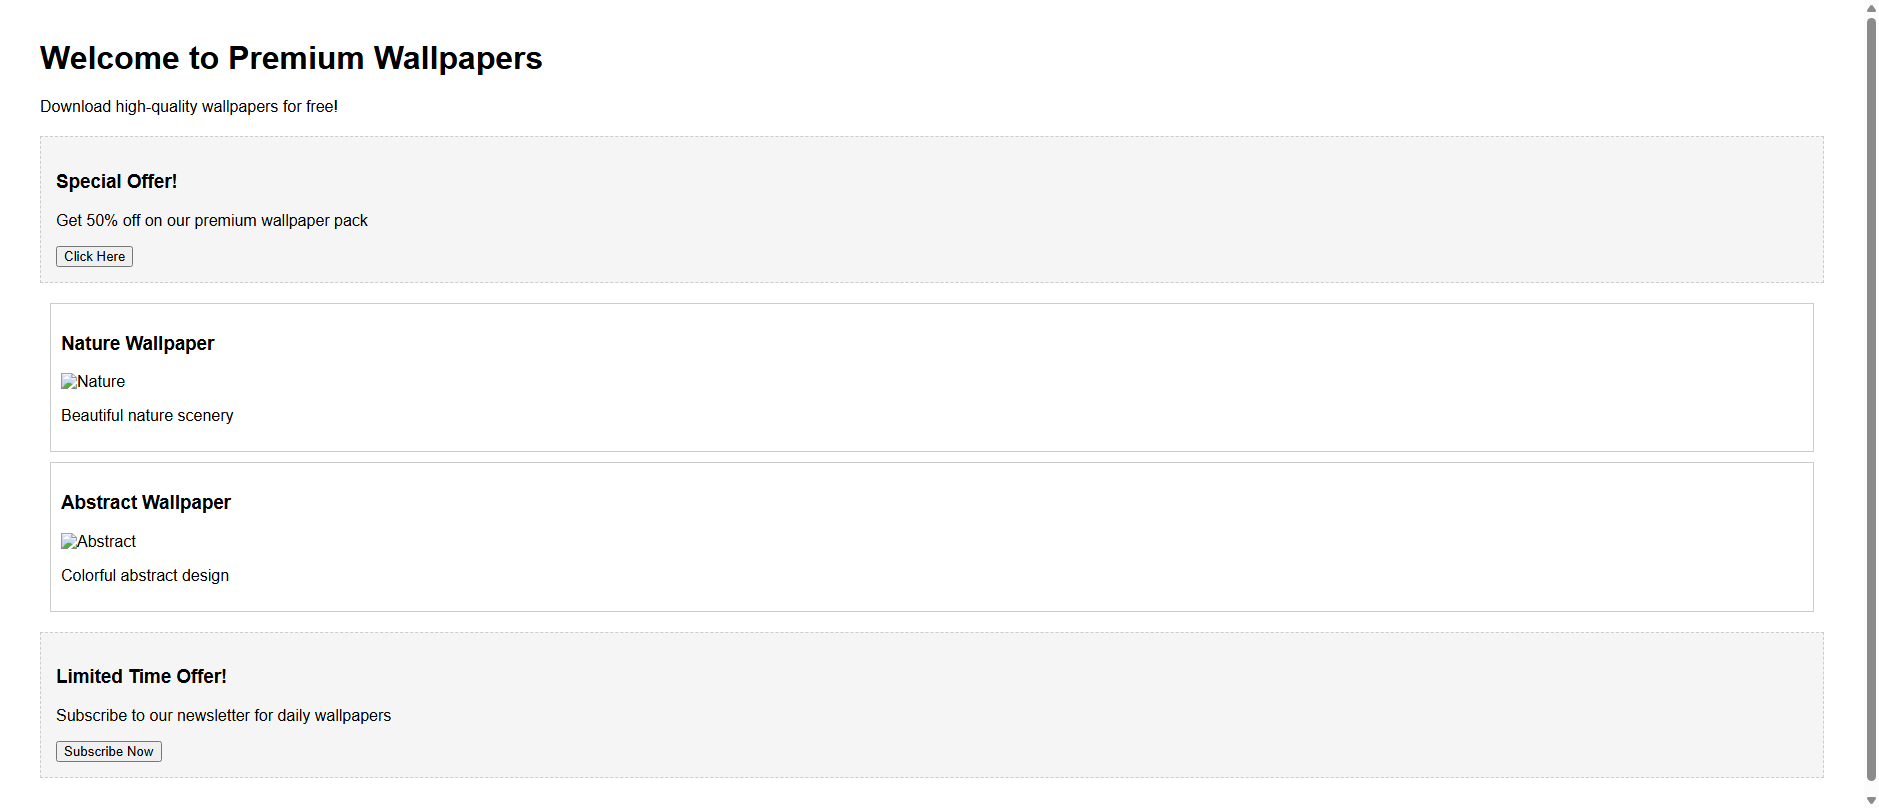 Welcome to Premium Wallpapers
Download high-quality wallpapers for free!
Special Offer!
Get 50% off on our premium wallpaper pack
Click Here
Nature Wallpaper
Nature
Beautiful nature scenery
Abstract Wallpaper
Abstract
Colorful abstract design
Limited Time Offer!
Subscribe to our newsletter for daily wallpapers
Subscribe Now